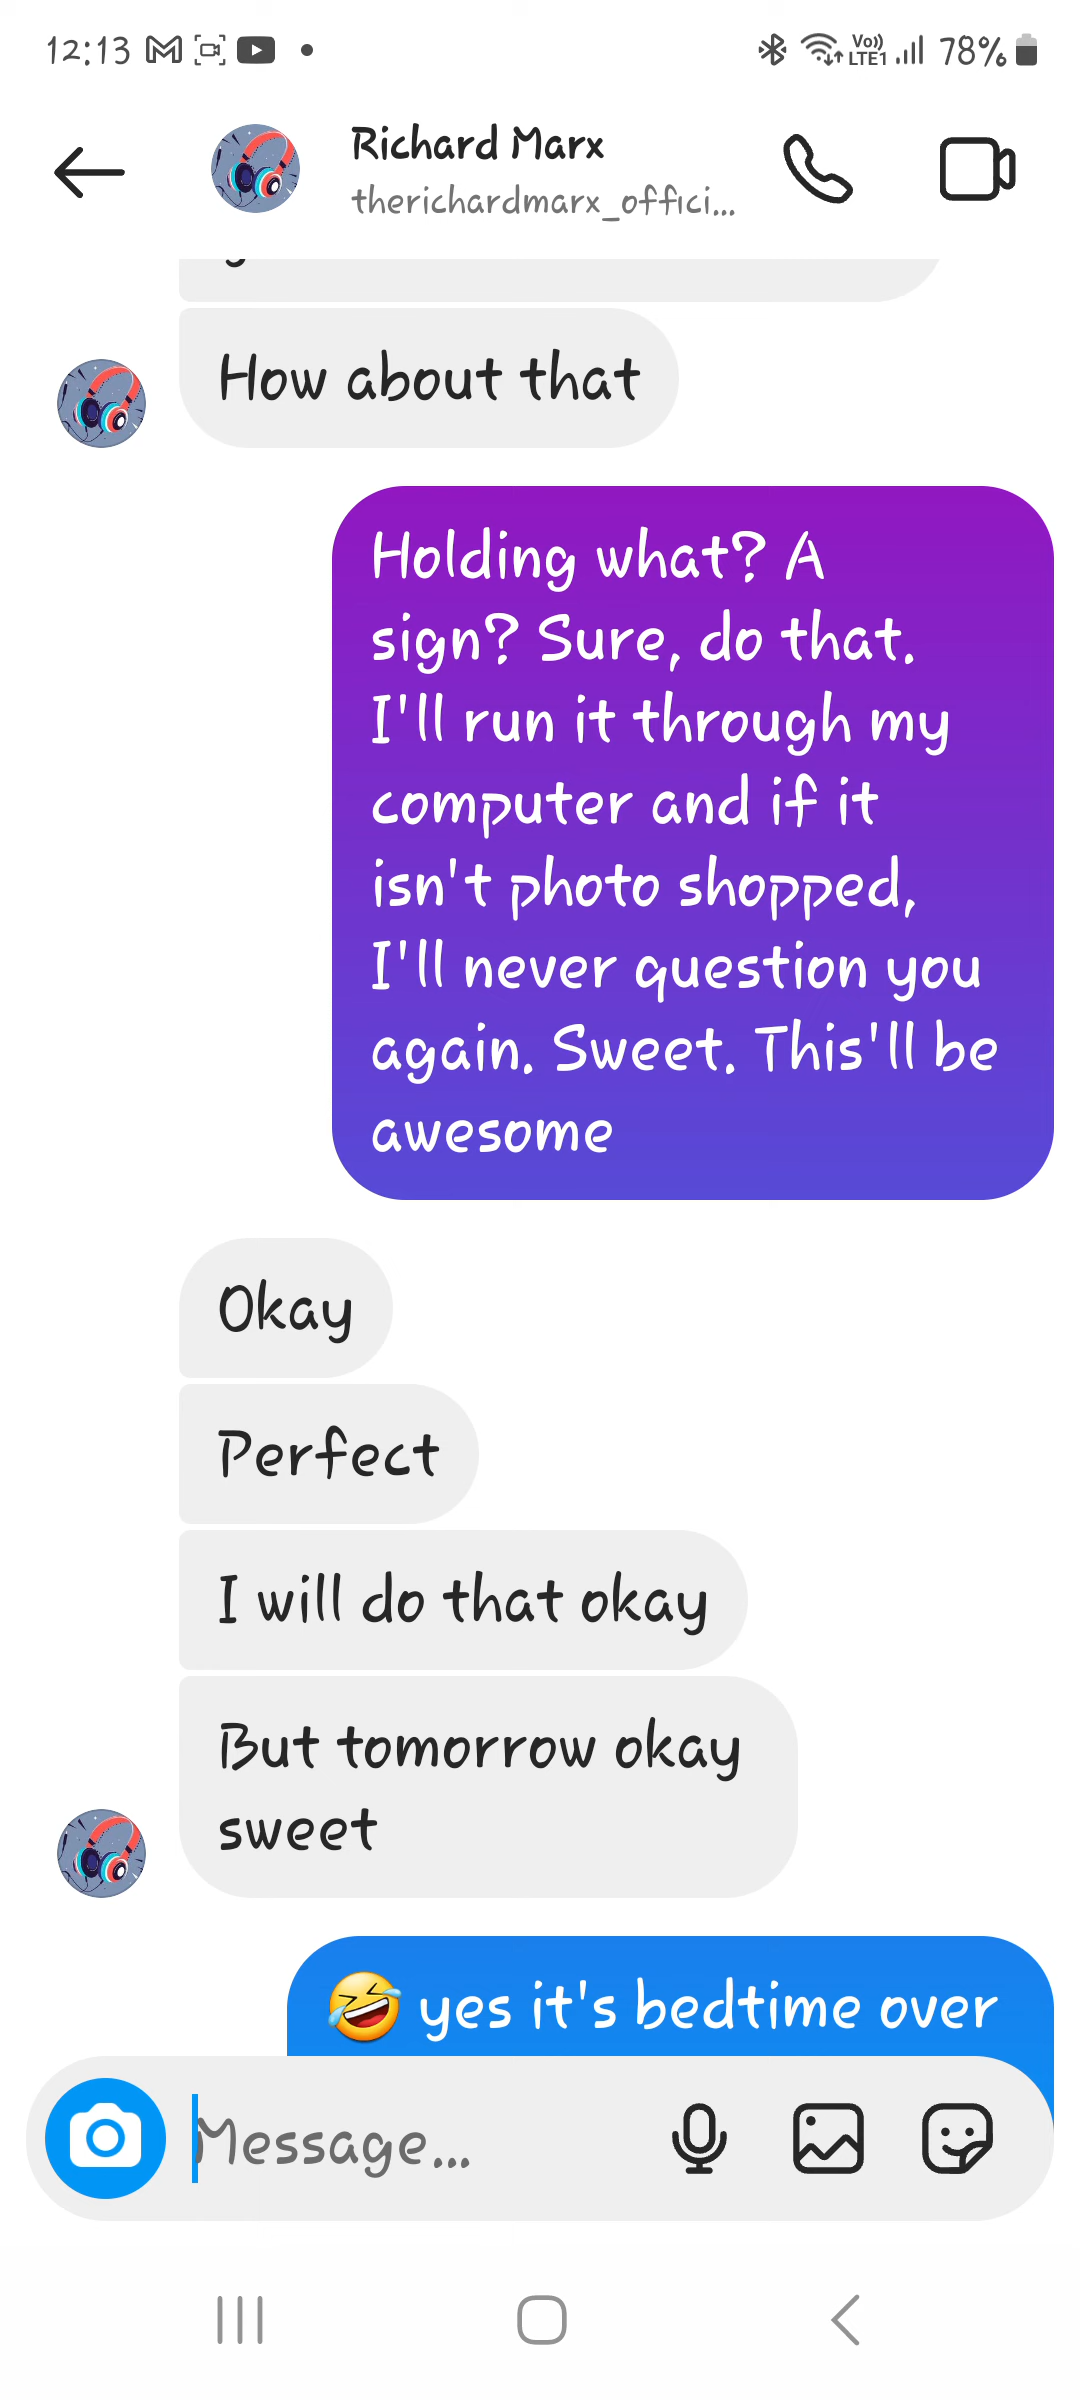 12:13 Vo)) LTE1 78%
Richard Marx
therichardmarx_offici...
How about that
Holding what? A
sign? Sure, do that.
I'll run it through my
computer and if it
isn't photo shopped,
I'll never question you
again. Sweet. This'll be
awesome
Okay
Perfect
I will do that okay
But tomorrow okay
sweet
🤣 yes it's bedtime over
Message...